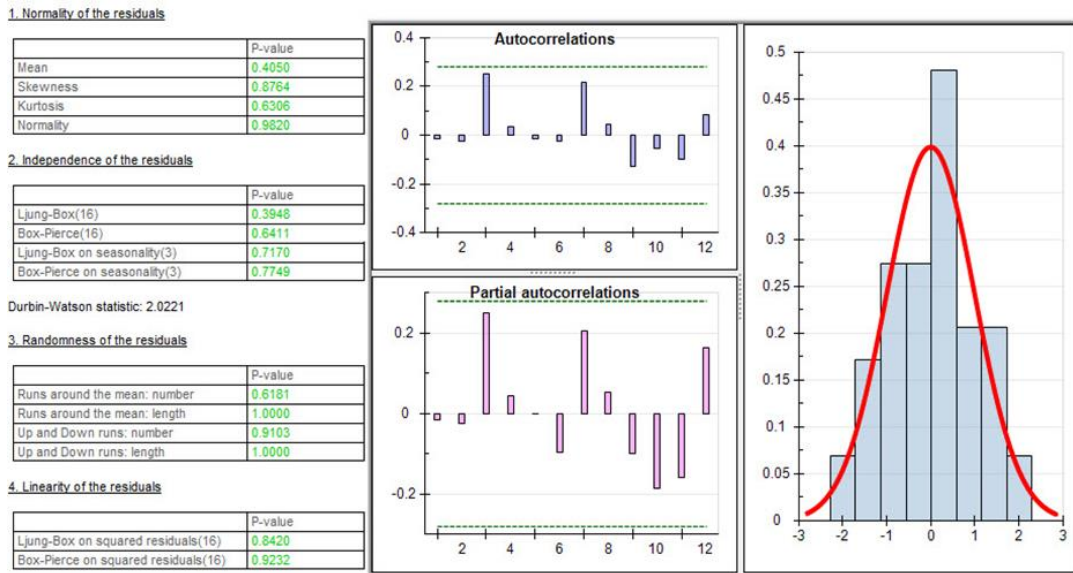 1. Normality of the residuals
P-value
Mean 0.4050
Skewness 0.8764
Kurtosis 0.6306
Normality 0.9820
2. Independence of the residuals
P-value
Ljung-Box(16) 0.3948
Box-Pierce(16) 0.6411
Ljung-Box on seasonality(3) 0.7170
Box-Pierce on seasonality(3) 0.7749
Durbin-Watson statistic: 2.0221
3. Randomness of the residuals
P-value
Runs around the mean: number 0.6181
Runs around the mean: length 1.0000
Up and Down runs: number 0.9103
Up and Down runs: length 1.0000
4. Linearity of the residuals
P-value
Ljung-Box on squared residuals(16) 0.8420
Box-Pierce on squared residuals(16) 0.9232
Autocorrelations
0.4
0.2
0
-0.2
-0.4
2 4 6 8 10 12
Partial autocorrelations
0.2
0
-0.2
2 4 6 8 10 12
0.5
0.45
0.4
0.35
0.3
0.25
0.2
0.15
0.1
0.05
0
-3 -2 -1 0 1 2 3